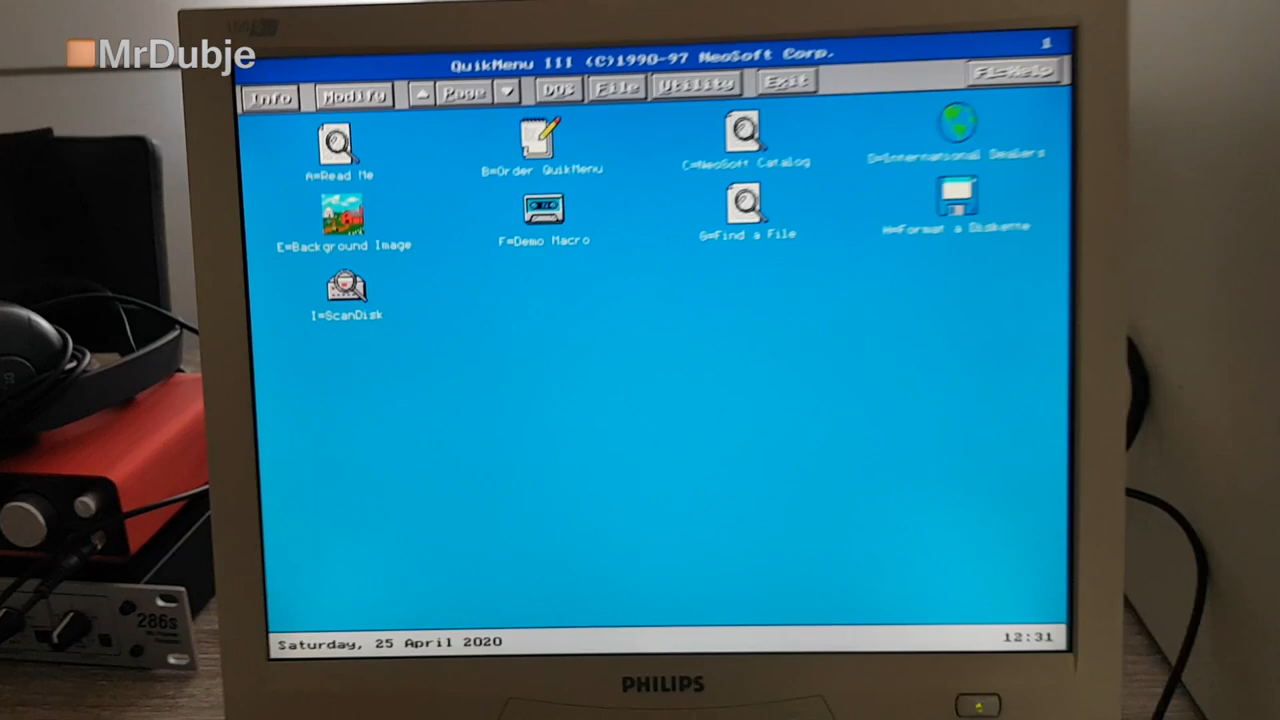 MrDubje
QuikMenu III (C)1990-97 NeoSoft Corp.
1
Info Modify Page DOS File Utility Exit F1=Help
A=Read Me B=Order QuikMenu C=NeoSoft Catalog D=International Dealers
E=Background Image F=Demo Macro G=Find a File H=Format a Diskette
I=ScanDisk
286s
Saturday, 25 April 2020 12:31
PHILIPS